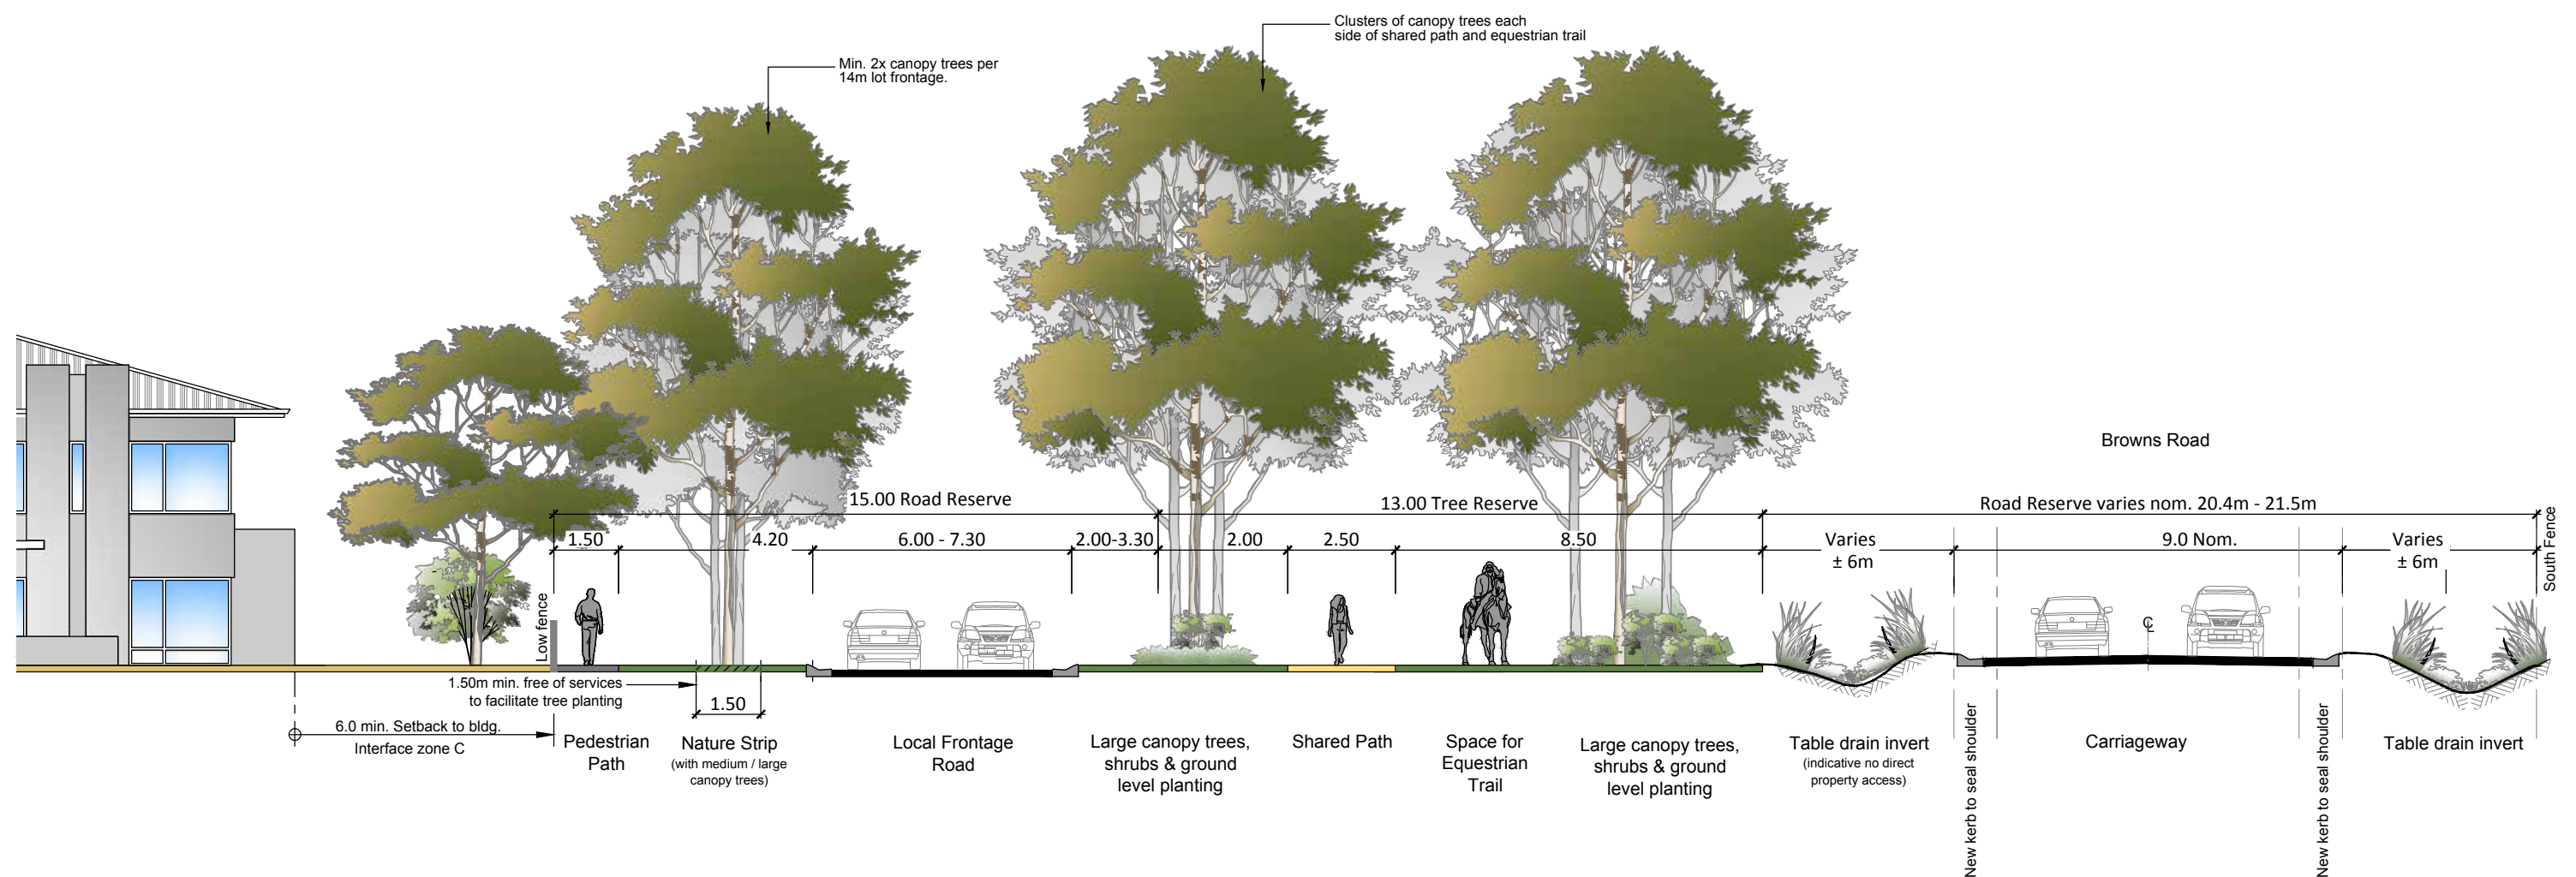 Clusters of canopy trees each
side of shared path and equestrian trail
Min. 2x canopy trees per
14m lot frontage.
Browns Road
15.00 Road Reserve
13.00 Tree Reserve
Road Reserve varies nom. 20.4m - 21.5m
1.50
4.20
6.00 - 7.30
2.00-3.30
2.00
2.50
8.50
Varies
± 6m
9.0 Nom.
Varies
± 6m
South Fence
Low fence
℄
1.50m min. free of services
to facilitate tree planting
1.50
6.0 min. Setback to bldg.
Interface zone C
Pedestrian
Path
Nature Strip
(with medium / large
canopy trees)
Local Frontage
Road
Large canopy trees,
shrubs & ground
level planting
Shared Path
Space for
Equestrian
Trail
Large canopy trees,
shrubs & ground
level planting
Table drain invert
(indicative no direct
property access)
New kerb to seal shoulder
Carriageway
New kerb to seal shoulder
Table drain invert